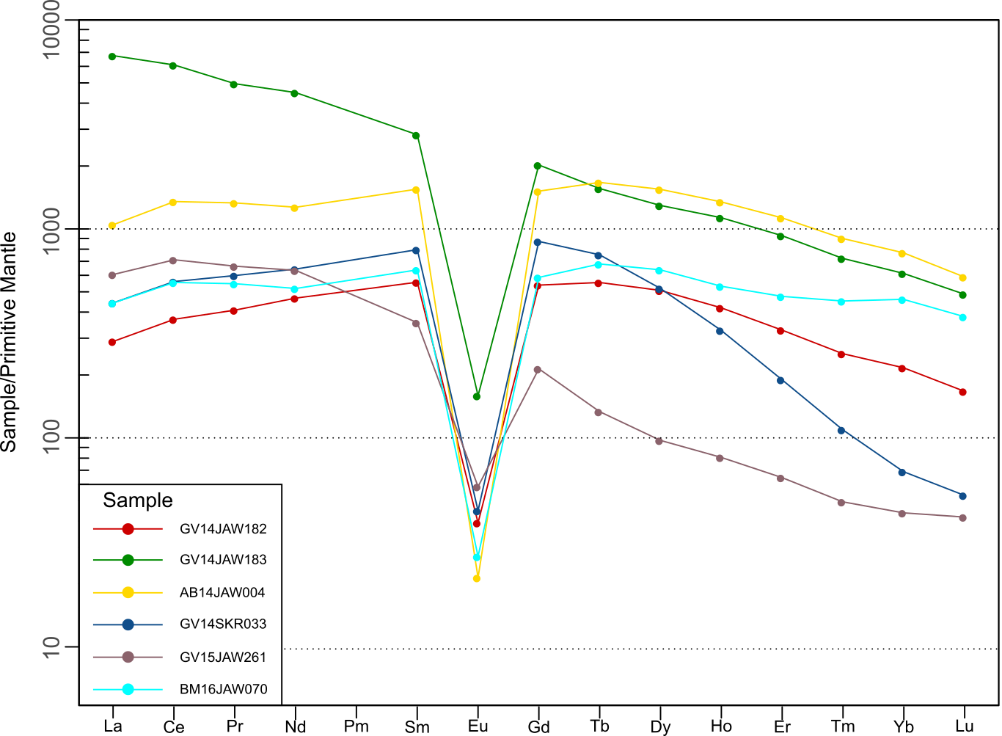 10000
1000
100
10
Sample/Primitive Mantle
Sample
GV14JAW182
GV14JAW183
AB14JAW004
GV14SKR033
GV15JAW261
BM16JAW070
La Ce Pr Nd Pm Sm Eu Gd Tb Dy Ho Er Tm Yb Lu